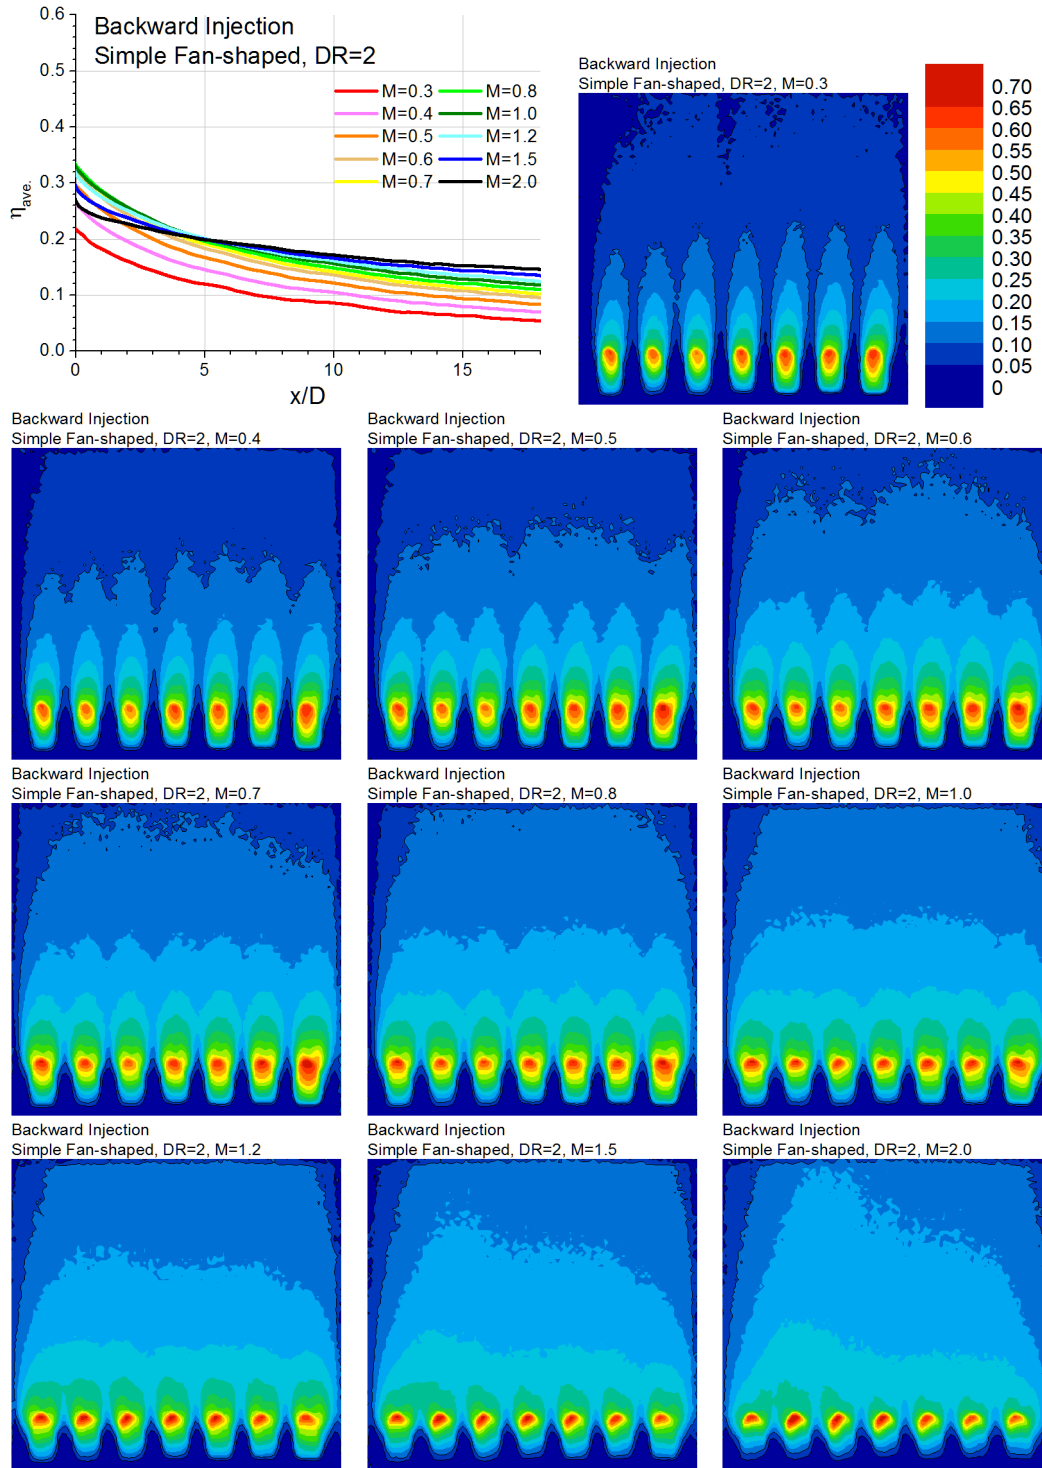 0.6
0.5
0.4
0.3
0.2
0.1
0.0
ηave.
Backward Injection
Simple Fan-shaped, DR=2
M=0.3 M=0.8
M=0.4 M=1.0
M=0.5 M=1.2
M=0.6 M=1.5
M=0.7 M=2.0
0 5 10 15
x/D
Backward Injection
Simple Fan-shaped, DR=2, M=0.3
0.70
0.65
0.60
0.55
0.50
0.45
0.40
0.35
0.30
0.25
0.20
0.15
0.10
0.05
0
Backward Injection
Simple Fan-shaped, DR=2, M=0.4
Backward Injection
Simple Fan-shaped, DR=2, M=0.5
Backward Injection
Simple Fan-shaped, DR=2, M=0.6
Backward Injection
Simple Fan-shaped, DR=2, M=0.7
Backward Injection
Simple Fan-shaped, DR=2, M=0.8
Backward Injection
Simple Fan-shaped, DR=2, M=1.0
Backward Injection
Simple Fan-shaped, DR=2, M=1.2
Backward Injection
Simple Fan-shaped, DR=2, M=1.5
Backward Injection
Simple Fan-shaped, DR=2, M=2.0